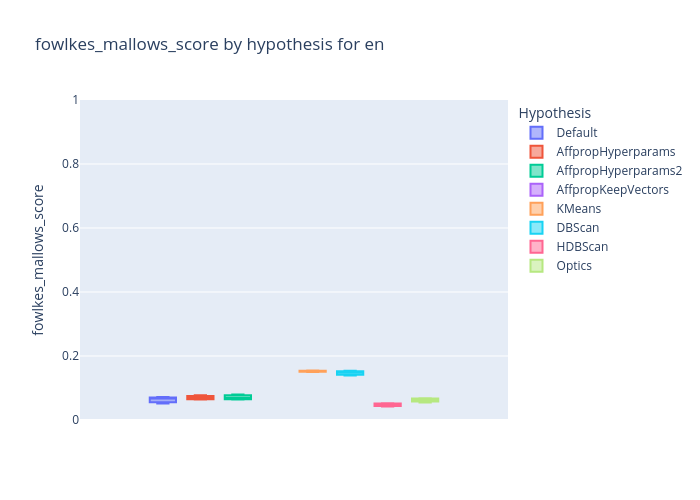 fowlkes_mallows_score by hypothesis for en
1
0.8
0.6
0.4
0.2
0
fowlkes_mallows_score
Hypothesis
Default
AffpropHyperparams
AffpropHyperparams2
AffpropKeepVectors
KMeans
DBScan
HDBScan
Optics